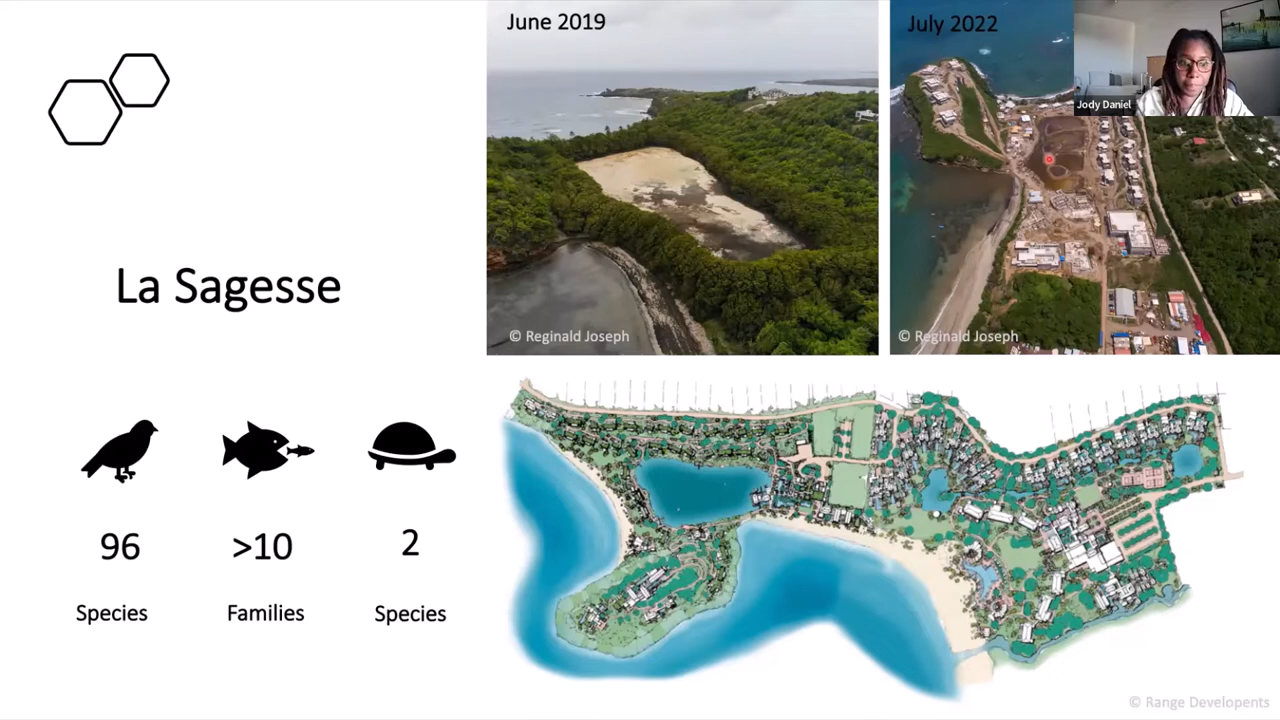 June 2019
July 2022
Jody Daniel
La Sagesse
© Reginald Joseph
© Reginald Joseph
96
>10
2
Species
Families
Species
© Range Developents